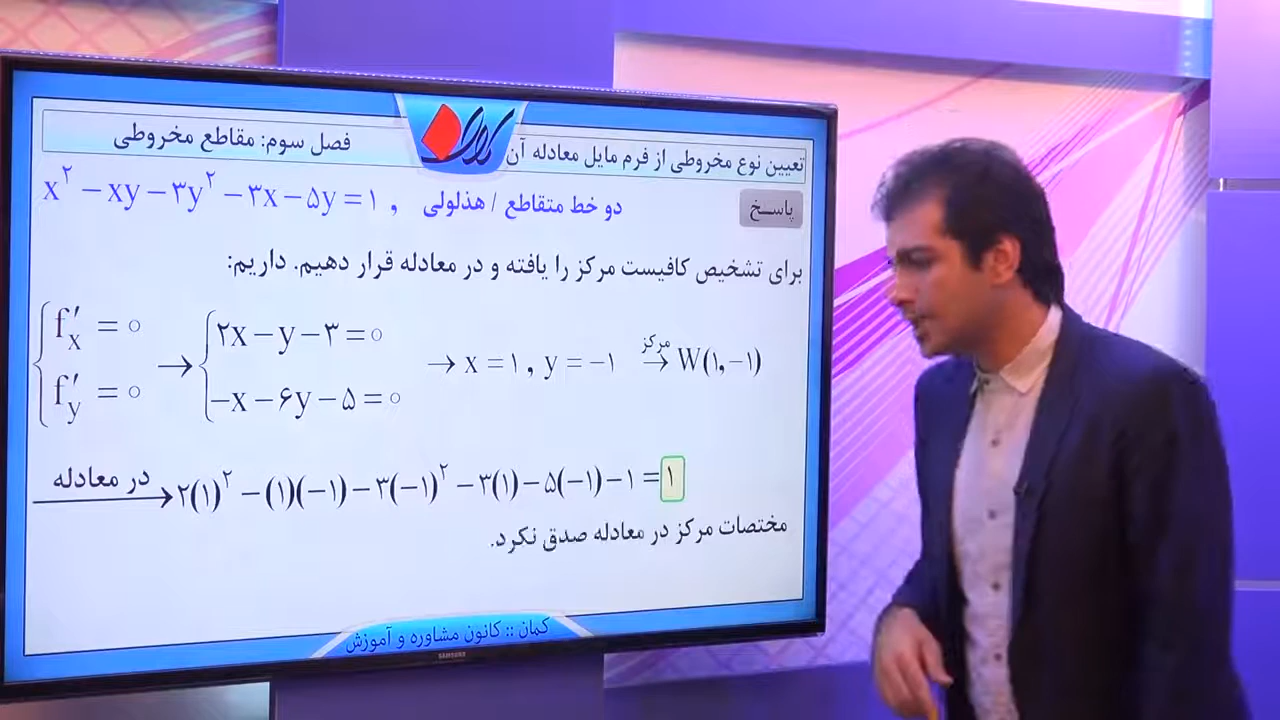 تعیین نوع مخروطی از فرم مایل معادله آن
فصل سوم: مقاطع مخروطی
پاسـخ
x۲ − xy − ۳y۲ − ۳x − ۵y = ۱ , دو خط متقاطع / هذلولی
برای تشخیص کافیست مرکز را یافته و در معادله قرار دهیم. داریم:
{ f′x = ۰ → { ۲x − y − ۳ = ۰ → x = ۱ , y = −۱ مرکز → W(۱,−۱)
f′y = ۰ −x − ۶y − ۵ = ۰
در معادله → ۲(۱)۲ − (۱)(−۱) − ۳(−۱)۲ − ۳(۱) − ۵(−۱) − ۱ = ۱
مختصات مرکز در معادله صدق نکرد.
کمان :: کانون مشاوره و آموزش
SAMSUNG